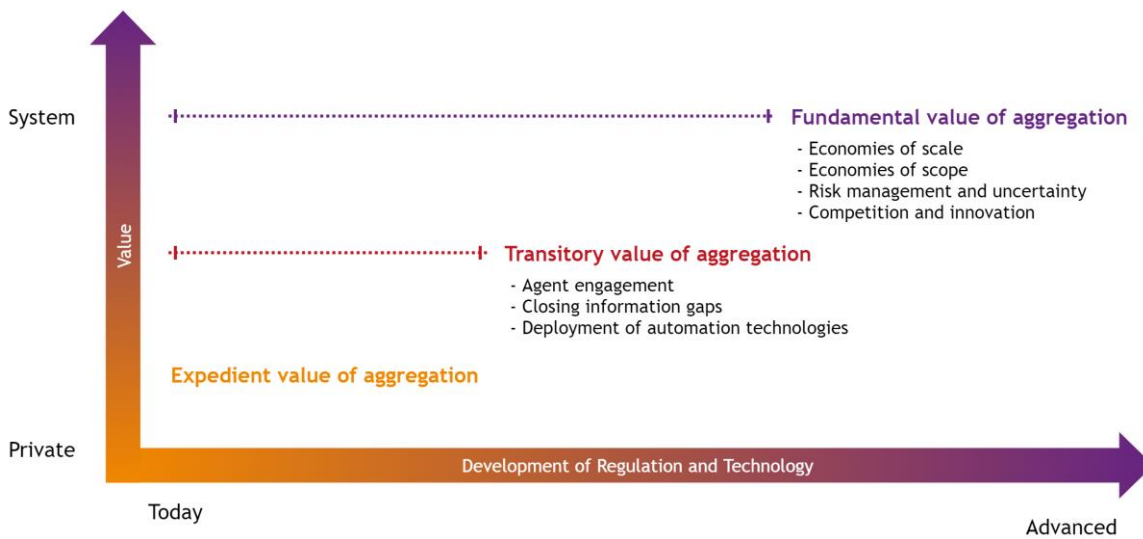 System
Fundamental value of aggregation
- Economies of scale
- Economies of scope
- Risk management and uncertainty
- Competition and innovation
Value
Transitory value of aggregation
- Agent engagement
- Closing information gaps
- Deployment of automation technologies
Expedient value of aggregation
Private
Development of Regulation and Technology
Today
Advanced